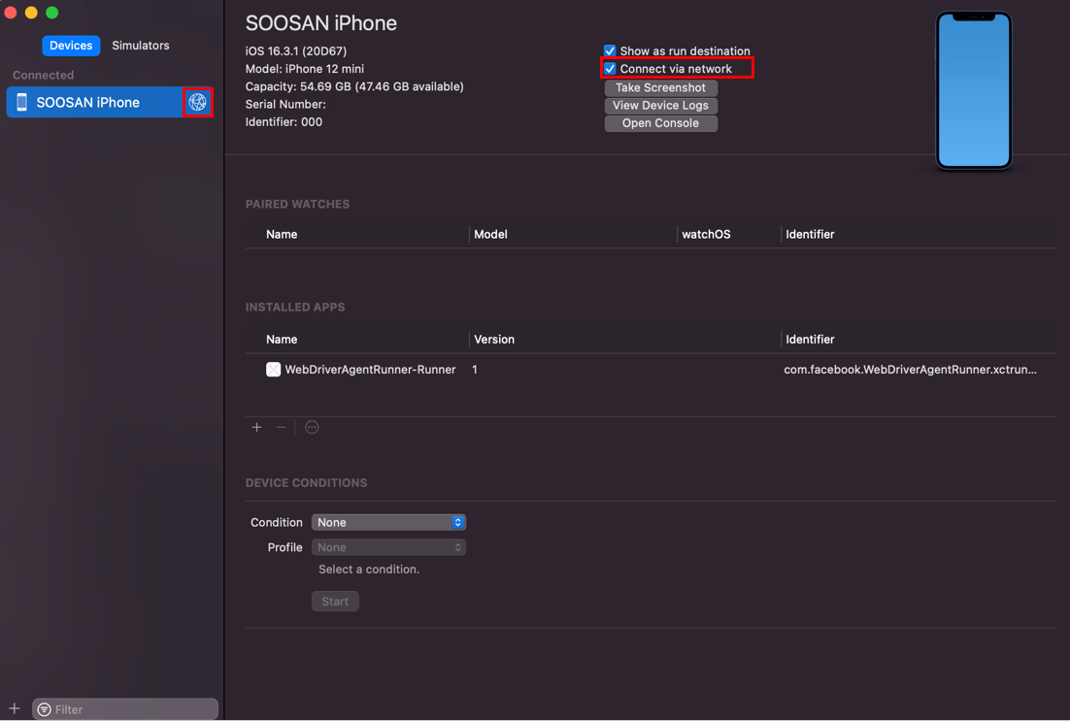 SOOSAN iPhone
Devices
Simulators
Connected
SOOSAN iPhone
iOS 16.3.1 (20D67)
Model: iPhone 12 mini
Capacity: 54.69 GB (47.46 GB available)
Serial Number:
Identifier: 000
Show as run destination
Connect via network
Take Screenshot
View Device Logs
Open Console
PAIRED WATCHES
Name Model watchOS Identifier
INSTALLED APPS
Name Version Identifier
WebDriverAgentRunner-Runner 1 com.facebook.WebDriverAgentRunner.xctrun...
DEVICE CONDITIONS
Condition None
Profile None
Select a condition.
Start
Filter